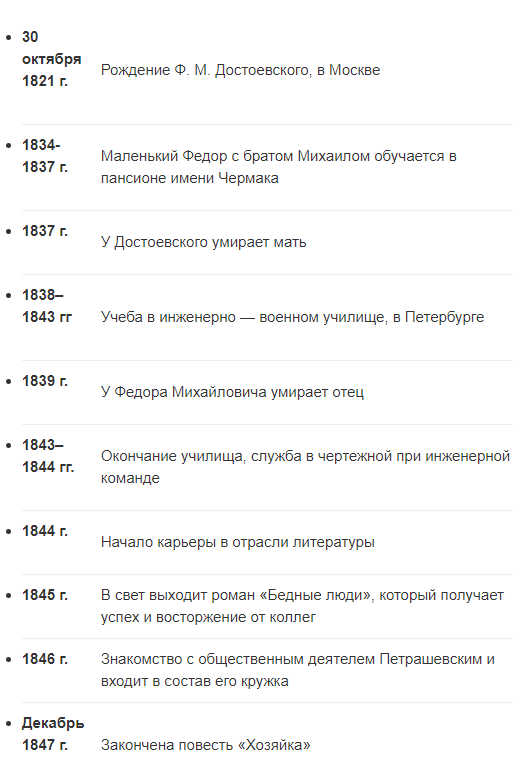 30
октября
1821 г.
Рождение Ф. М. Достоевского, в Москве
1834-
1837 г.
Маленький Федор с братом Михаилом обучается в
пансионе имени Чермака
1837 г.
У Достоевского умирает мать
1838–
1843 гг
Учеба в инженерно — военном училище, в Петербурге
1839 г.
У Федора Михайловича умирает отец
1843–
1844 гг.
Окончание училища, служба в чертежной при инженерной
команде
1844 г.
Начало карьеры в отрасли литературы
1845 г.
В свет выходит роман «Бедные люди», который получает
успех и восторжение от коллег
1846 г.
Знакомство с общественным деятелем Петрашевским и
входит в состав его кружка
Декабрь
1847 г.
Закончена повесть «Хозяйка»